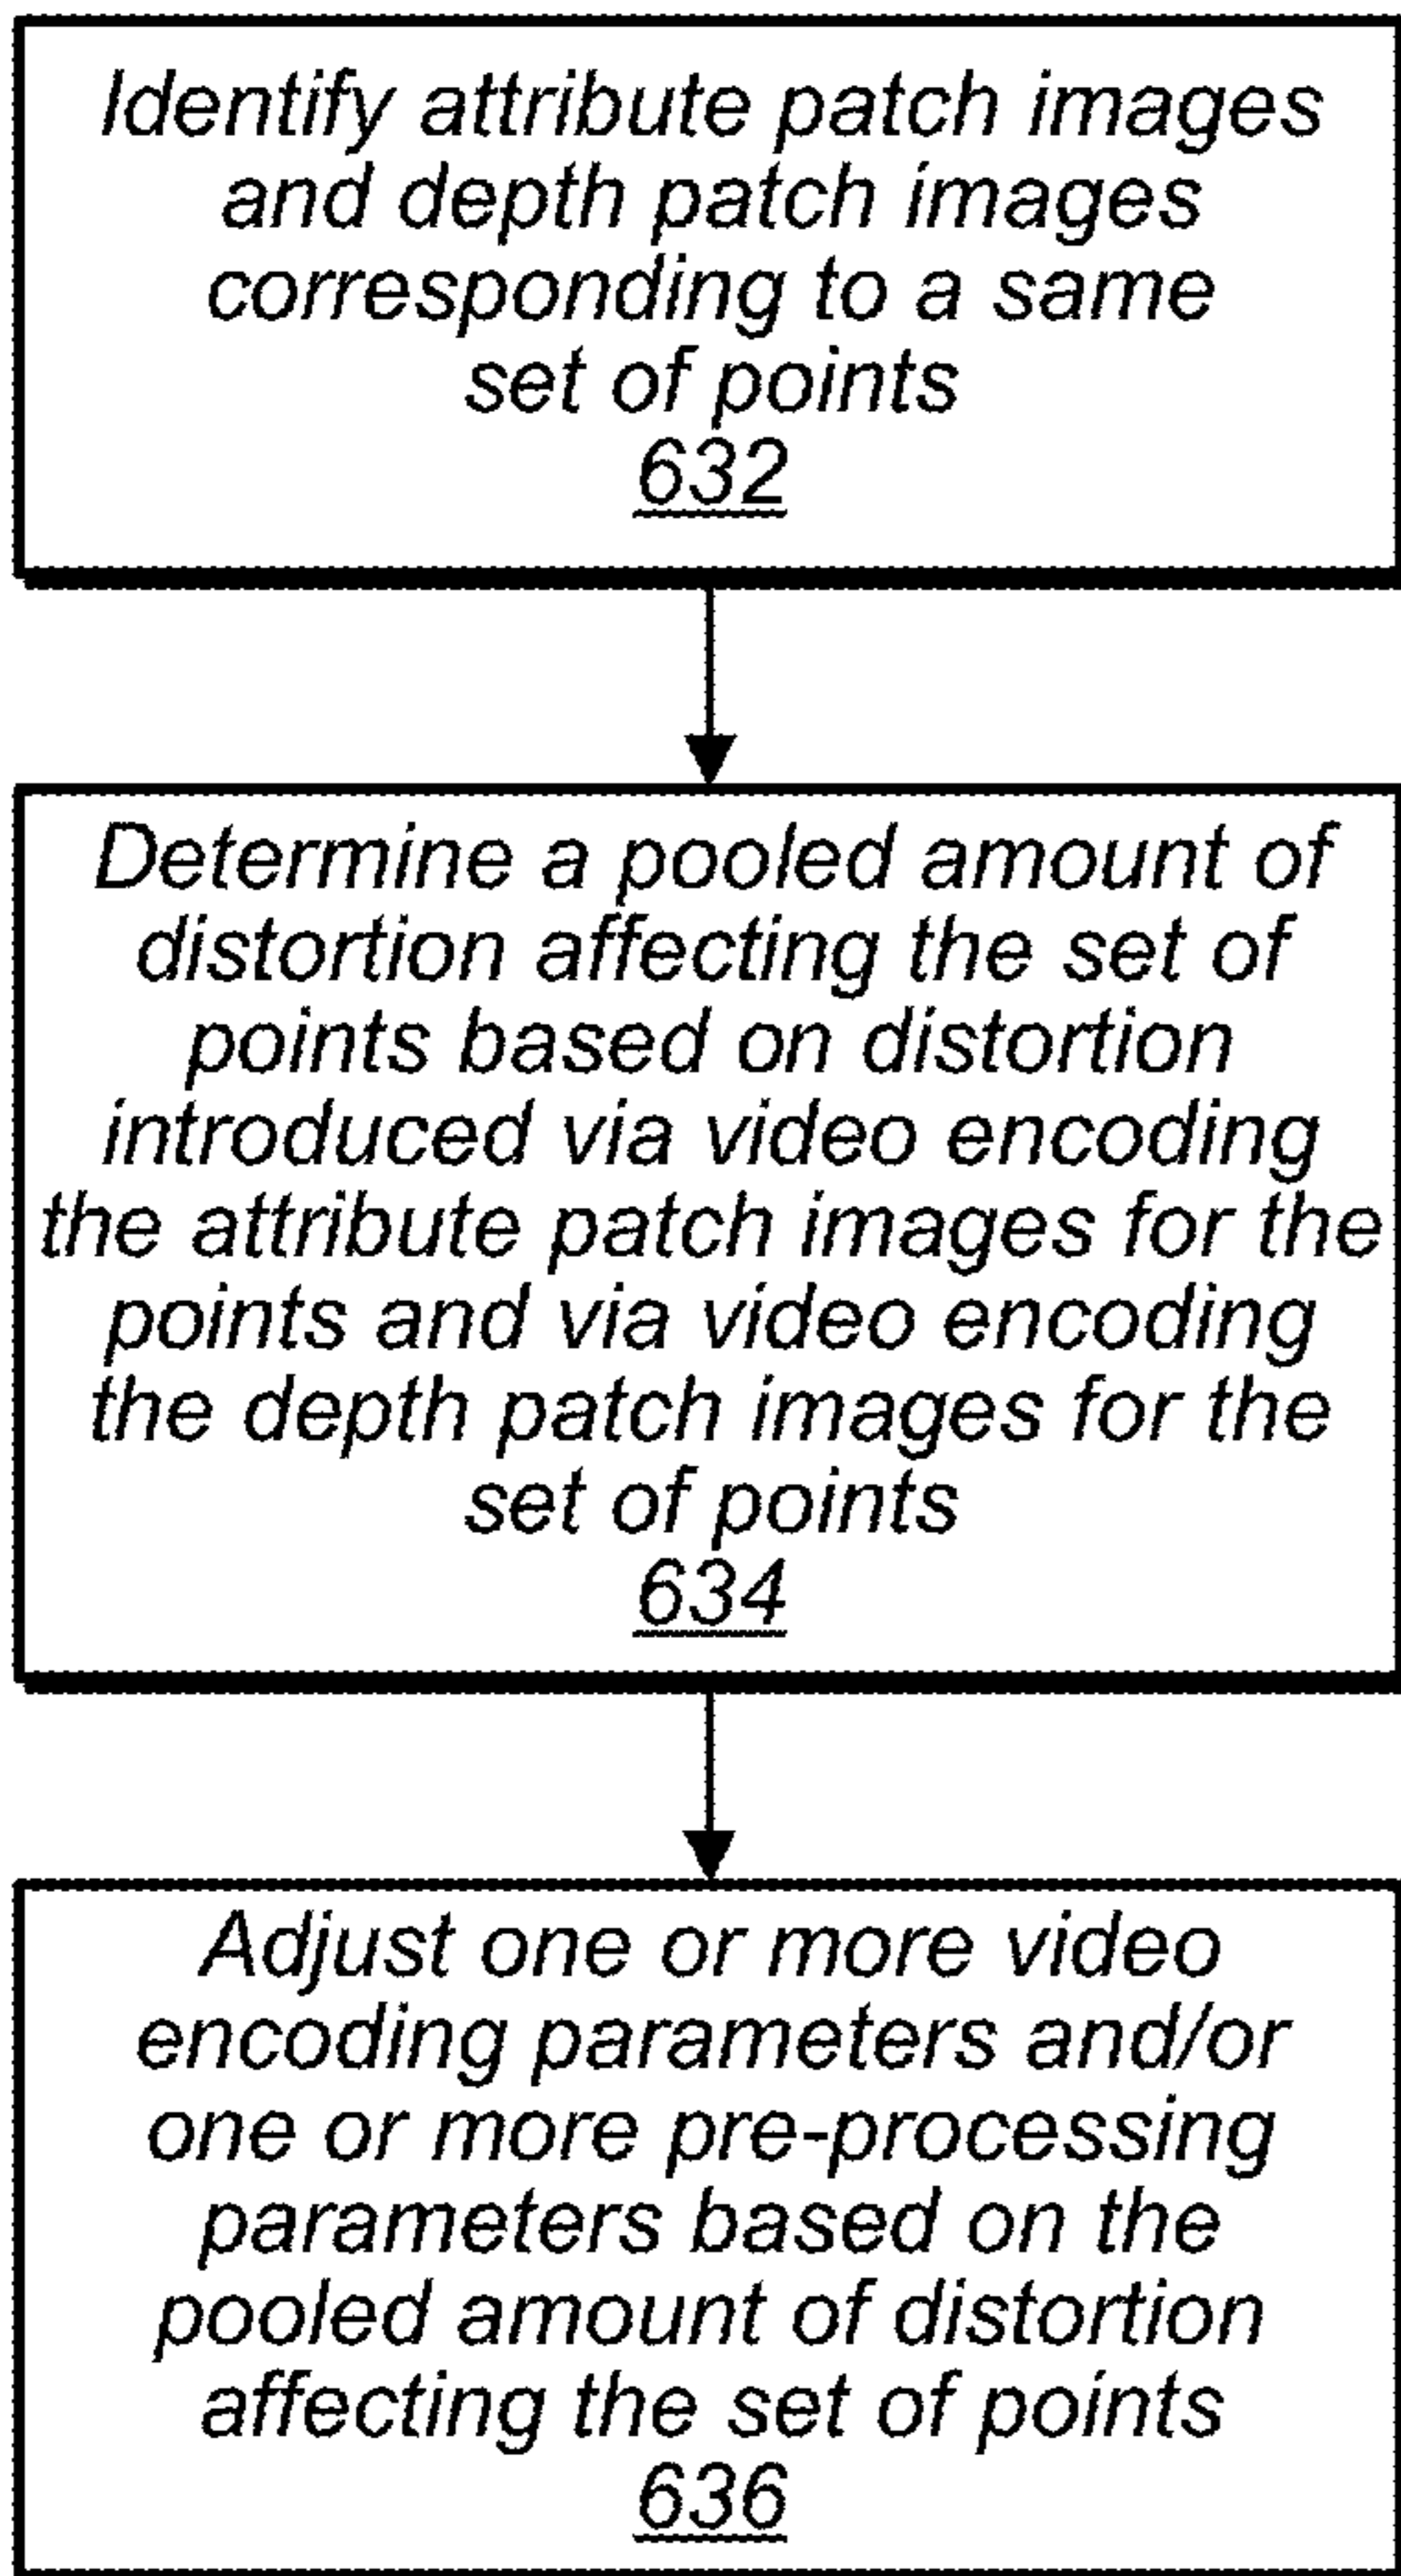 Identify attribute patch images
and depth patch images
corresponding to a same
set of points
632
Determine a pooled amount of
distortion affecting the set of
points based on distortion
introduced via video encoding
the attribute patch images for the
points and via video encoding
the depth patch images for the
set of points
634
Adjust one or more video
encoding parameters and/or
one or more pre-processing
parameters based on the
pooled amount of distortion
affecting the set of points
636